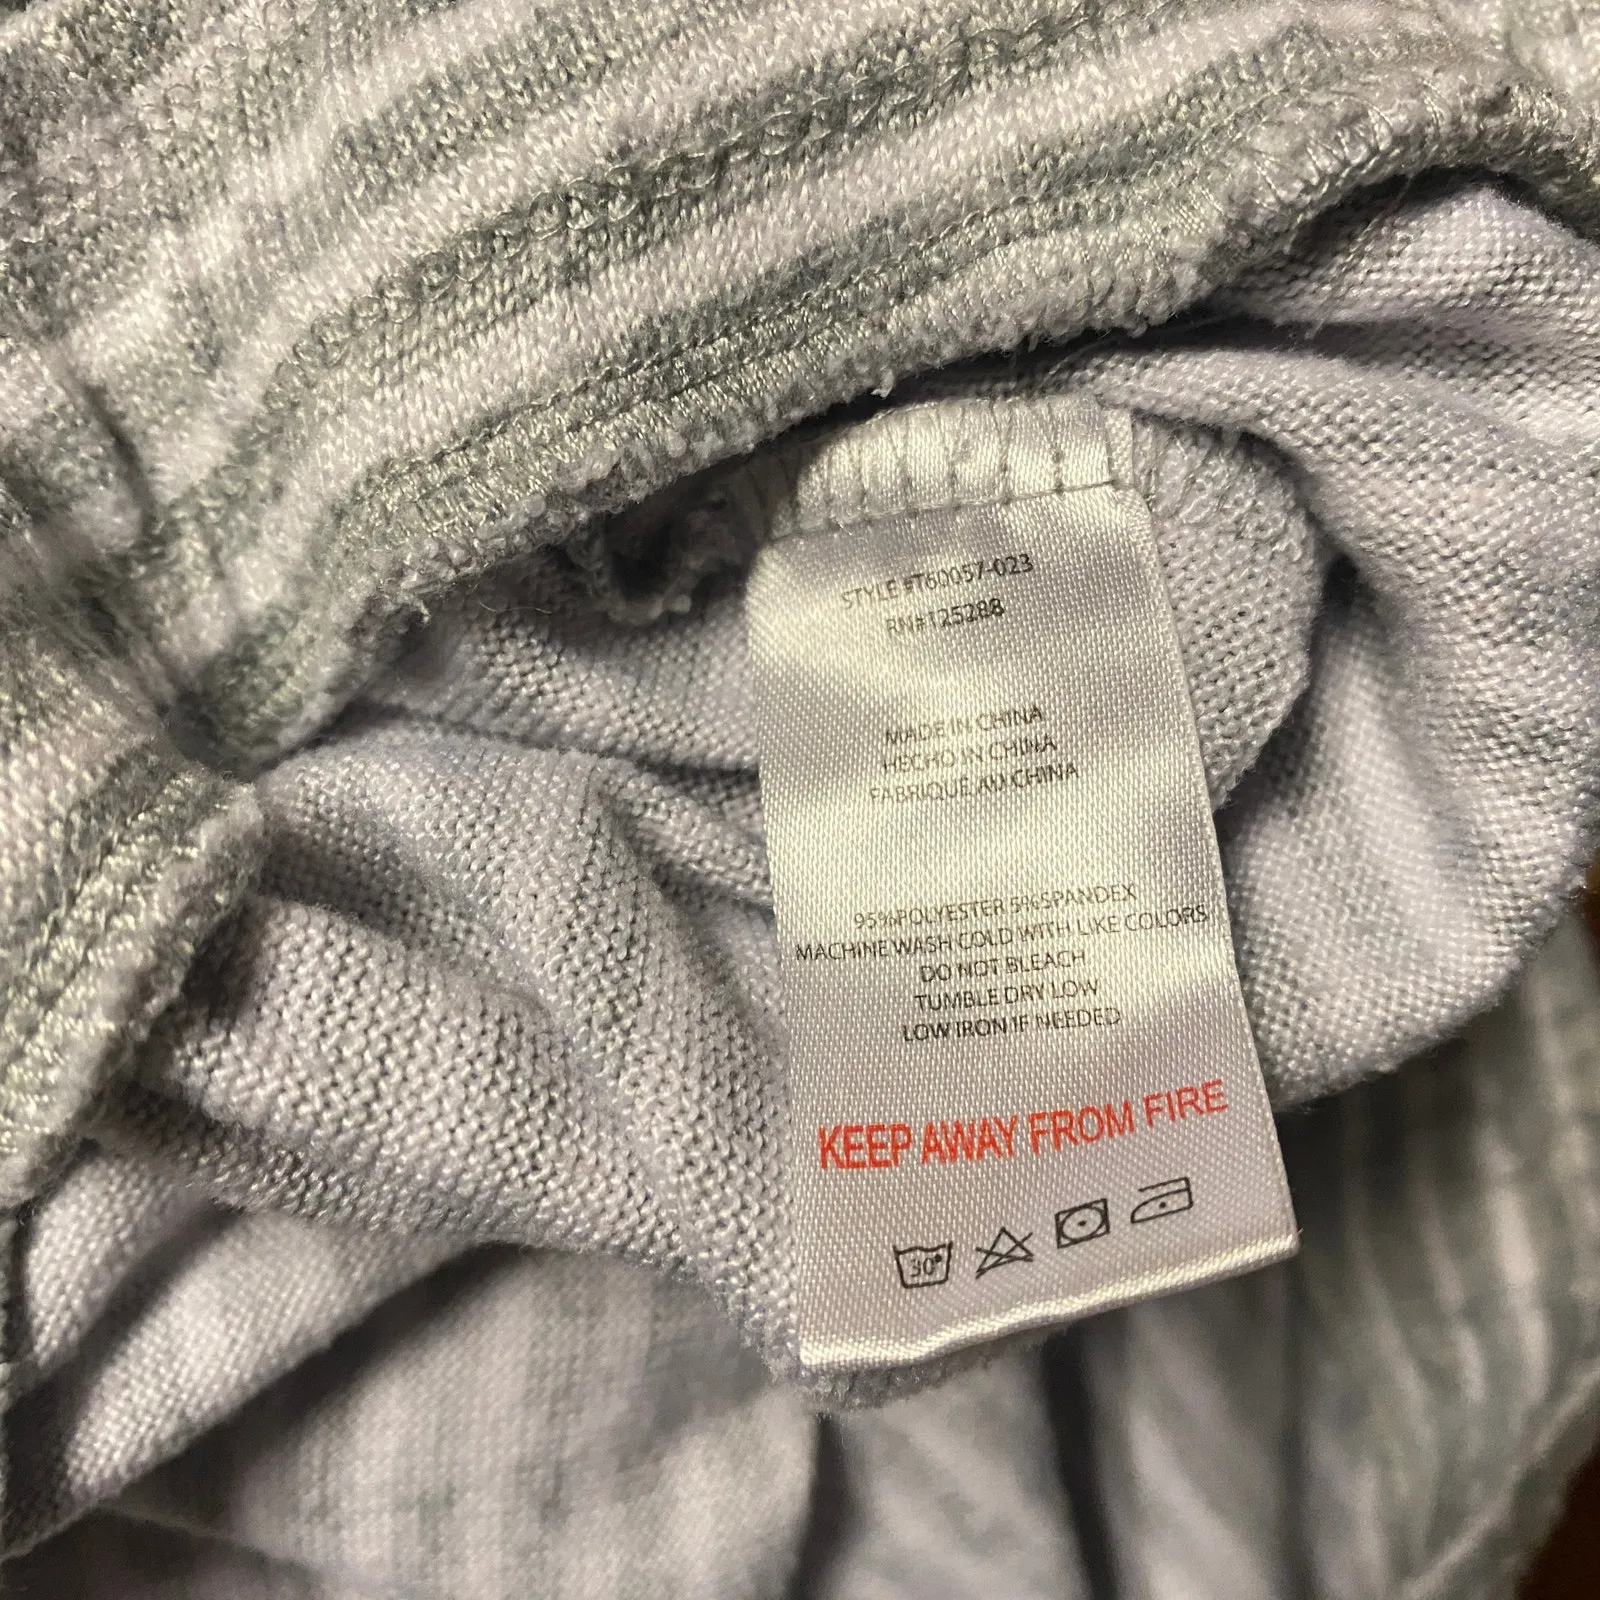 STYLE #T60057-023
RN#125288
MADE IN CHINA
HECHO IN CHINA
FABRIQUE AU CHINA
95%POLYESTER 5%SPANDEX
MACHINE WASH COLD WITH LIKE COLORS
DO NOT BLEACH
TUMBLE DRY LOW
LOW IRON IF NEEDED
KEEP AWAY FROM FIRE
30°